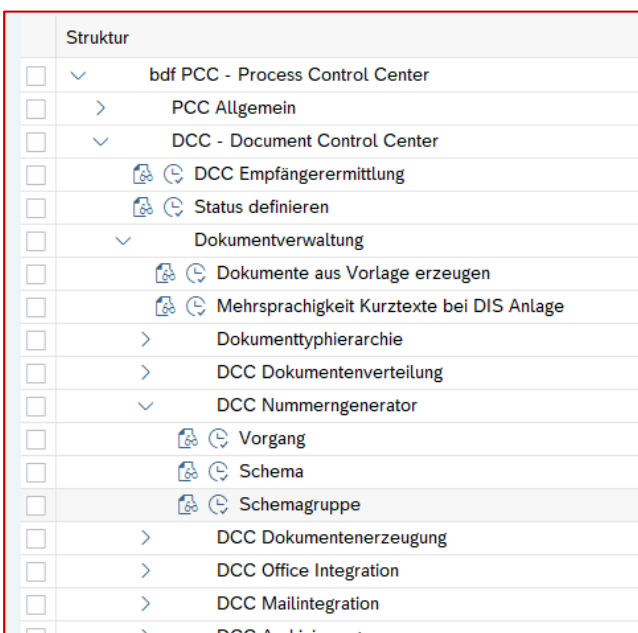 Struktur
bdf PCC - Process Control Center
PCC Allgemein
DCC - Document Control Center
DCC Empfängerermittlung
Status definieren
Dokumentverwaltung
Dokumente aus Vorlage erzeugen
Mehrsprachigkeit Kurztexte bei DIS Anlage
Dokumenttyphierarchie
DCC Dokumentenverteilung
DCC Nummerngenerator
Vorgang
Schema
Schemagruppe
DCC Dokumentenerzeugung
DCC Office Integration
DCC Mailintegration